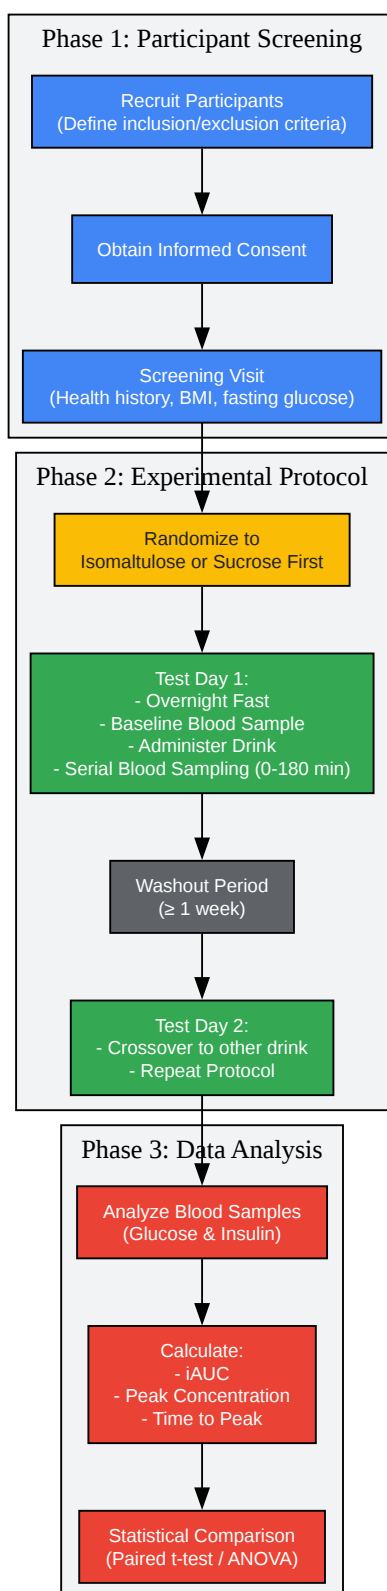 Phase 1: Participant Screening
Recruit Participants
(Define inclusion/exclusion criteria)
Obtain Informed Consent
Screening Visit
(Health history, BMI, fasting glucose)
Phase 2: Experimental Protocol
Randomize to
Isomaltulose or Sucrose First
Test Day 1:
- Overnight Fast
- Baseline Blood Sample
- Administer Drink
- Serial Blood Sampling (0-180 min)
Washout Period
(≥ 1 week)
Test Day 2:
- Crossover to other drink
- Repeat Protocol
Phase 3: Data Analysis
Analyze Blood Samples
(Glucose & Insulin)
Calculate:
- iAUC
- Peak Concentration
- Time to Peak
Statistical Comparison
(Paired t-test / ANOVA)